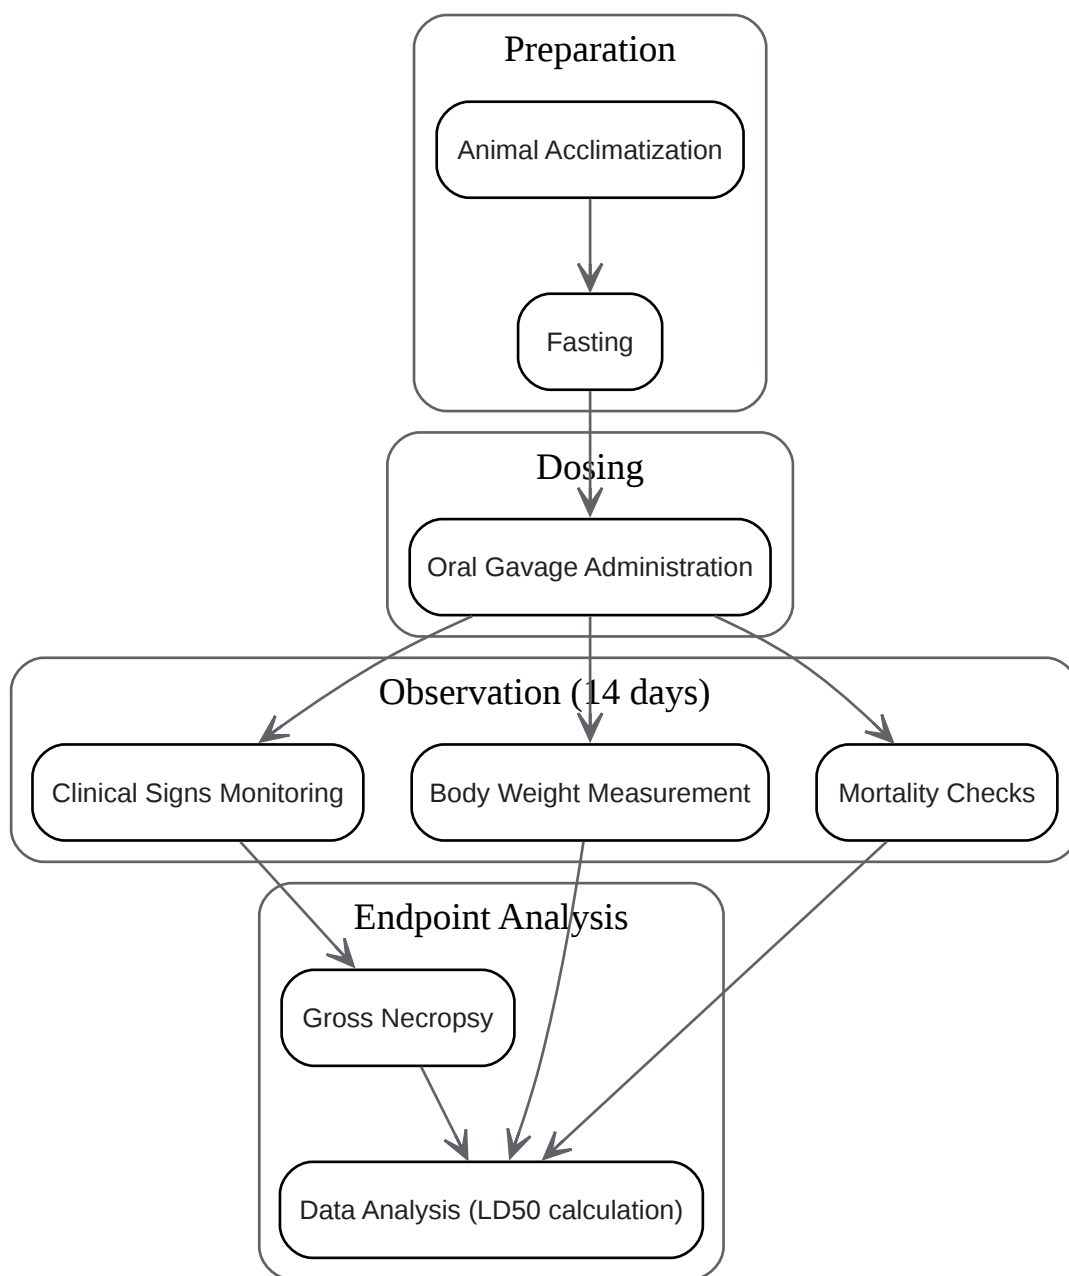 Preparation
Animal Acclimatization
Fasting
Dosing
Oral Gavage Administration
Observation (14 days)
Clinical Signs Monitoring
Body Weight Measurement
Mortality Checks
Endpoint Analysis
Gross Necropsy
Data Analysis (LD50 calculation)